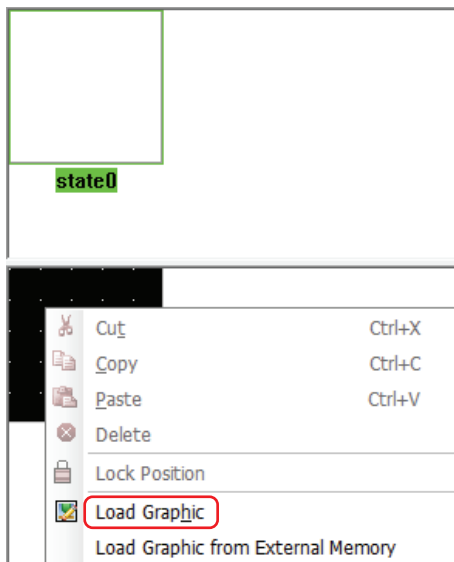 state0
Cut Ctrl+X
Copy Ctrl+C
Paste Ctrl+V
Delete
Lock Position
Load Graphic
Load Graphic from External Memory